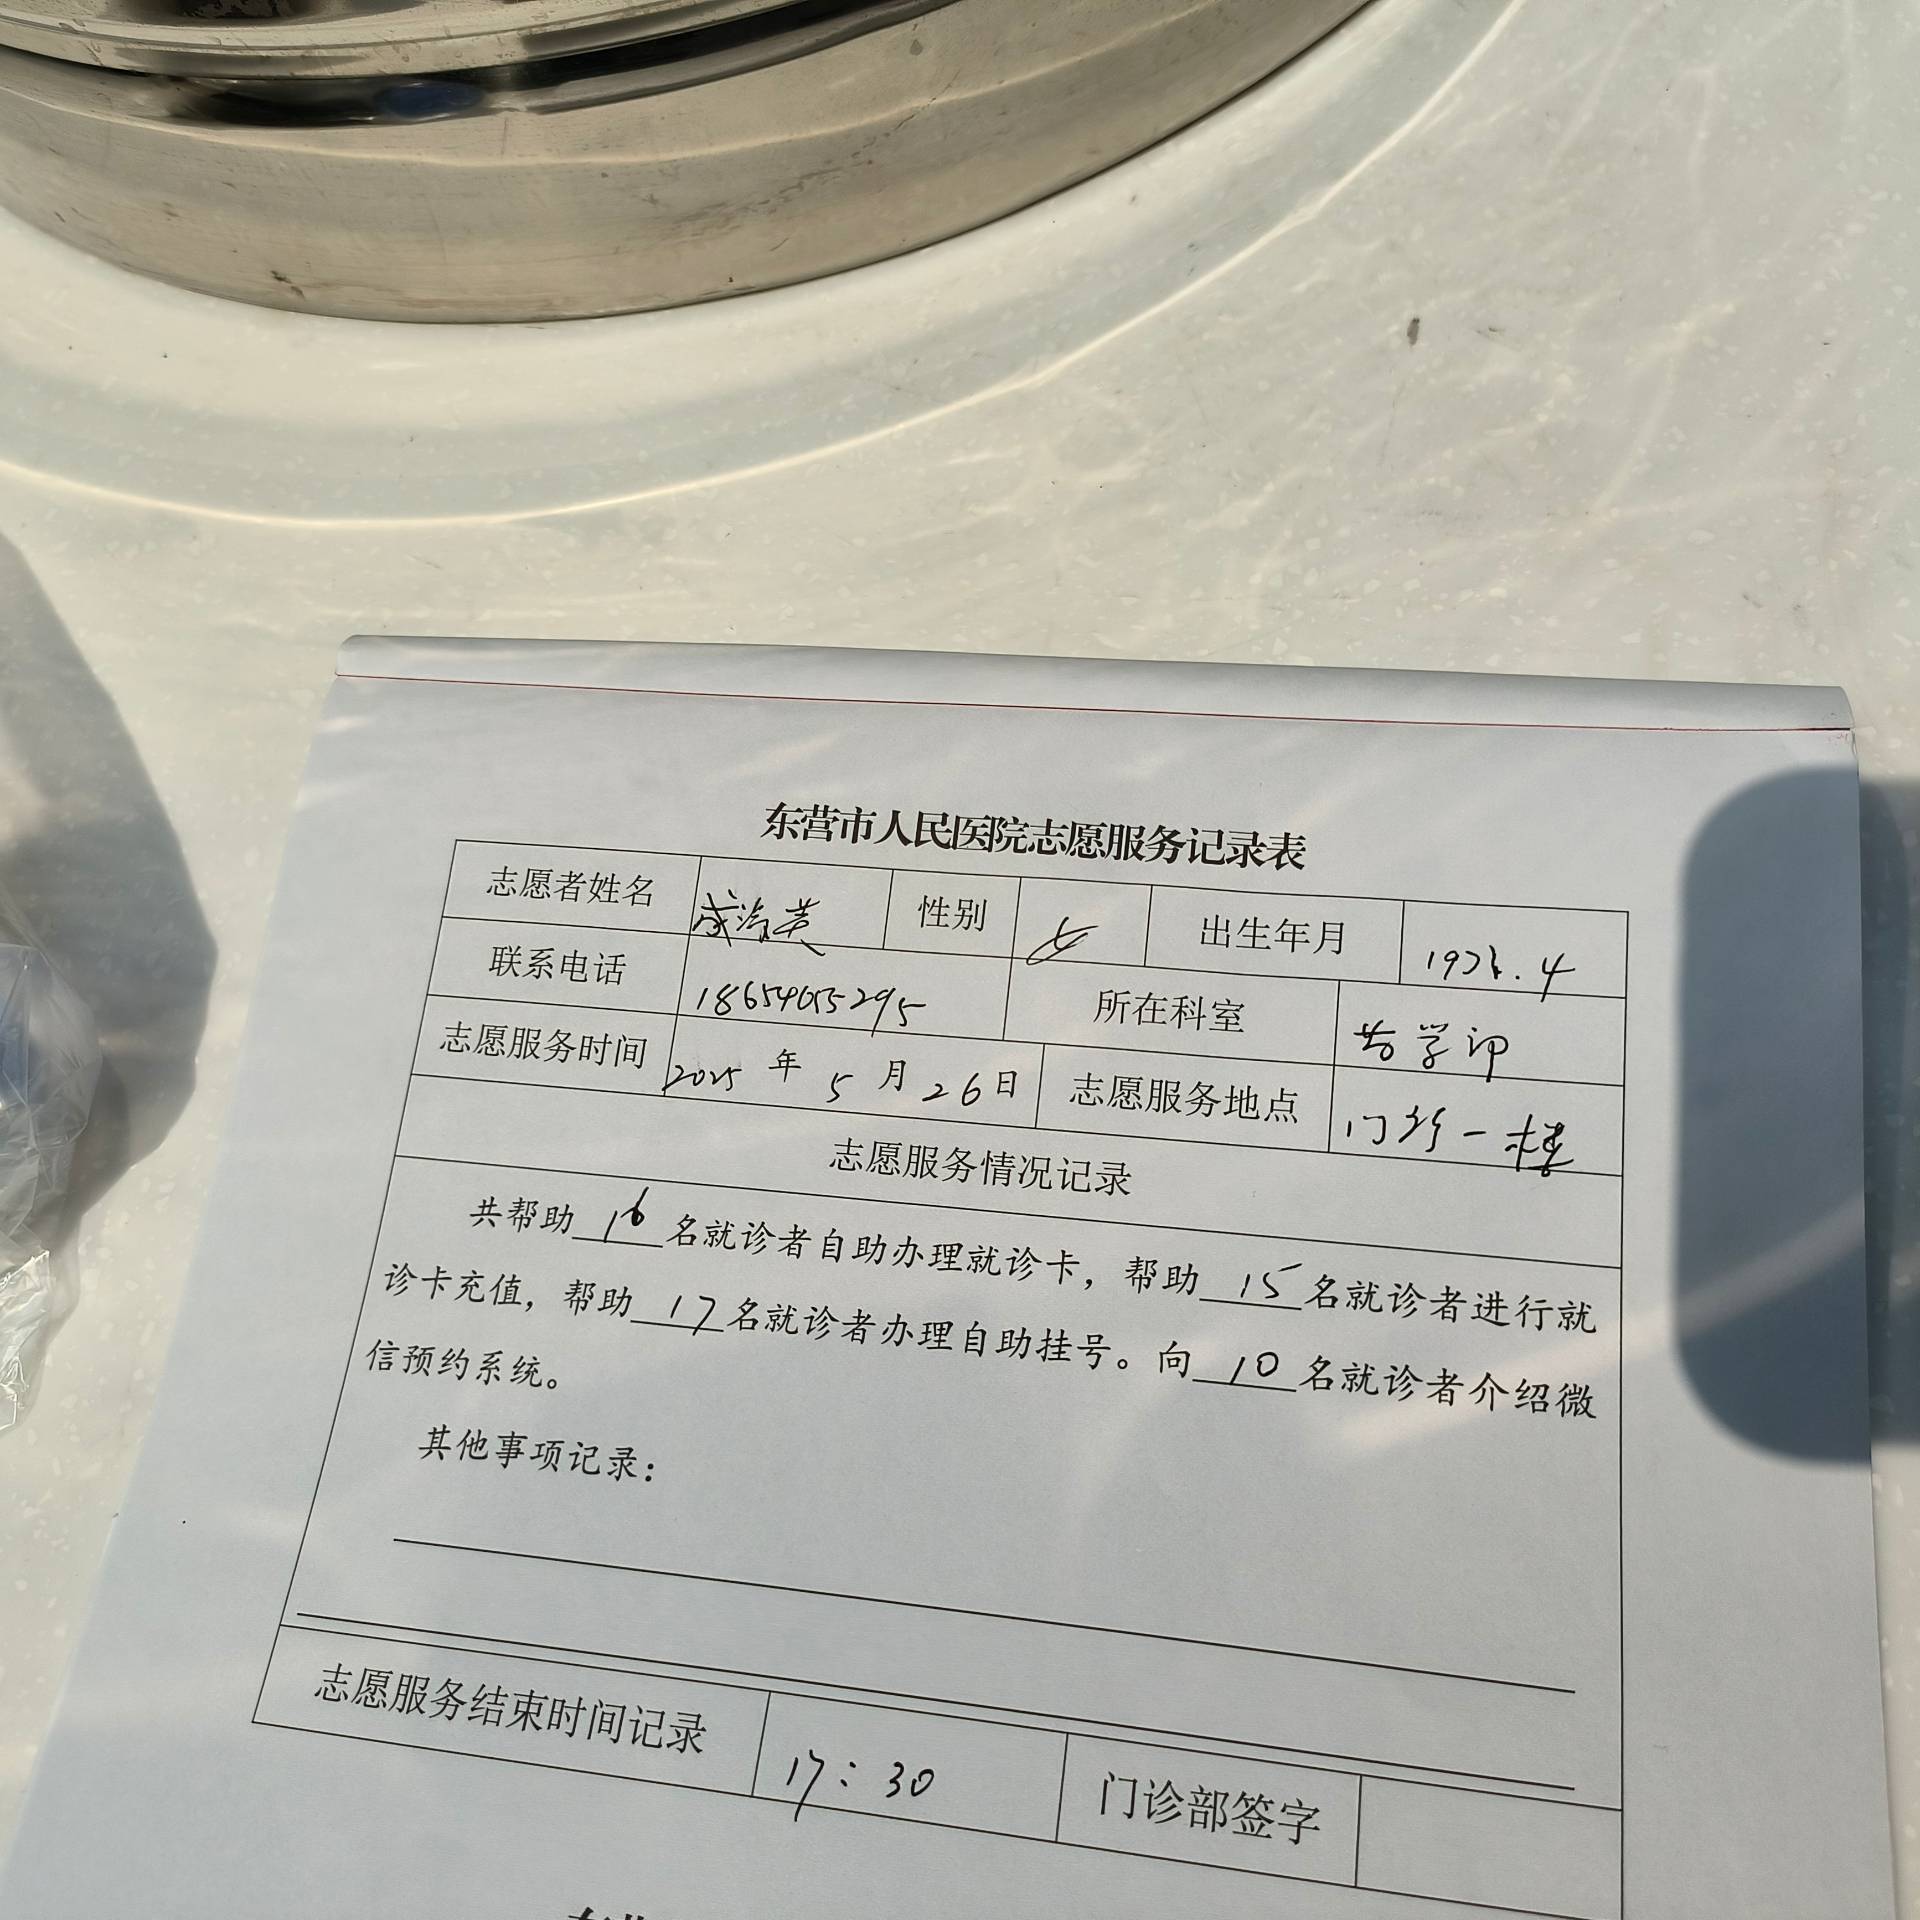 东营市人民医院志愿服务记录表
志愿者姓名 性别 女 出生年月
联系电话 18654055295 所在科室 药学部
志愿服务时间 2025 年 5 月 26 日 志愿服务地点 门诊一楼
志愿服务情况记录
共帮助 16 名就诊者自助办理就诊卡，帮助 15 名就诊者进行就
诊卡充值，帮助 17 名就诊者办理自助挂号。向 10 名就诊者介绍微
信预约系统。
其他事项记录：
志愿服务结束时间记录 17：30 门诊部签字